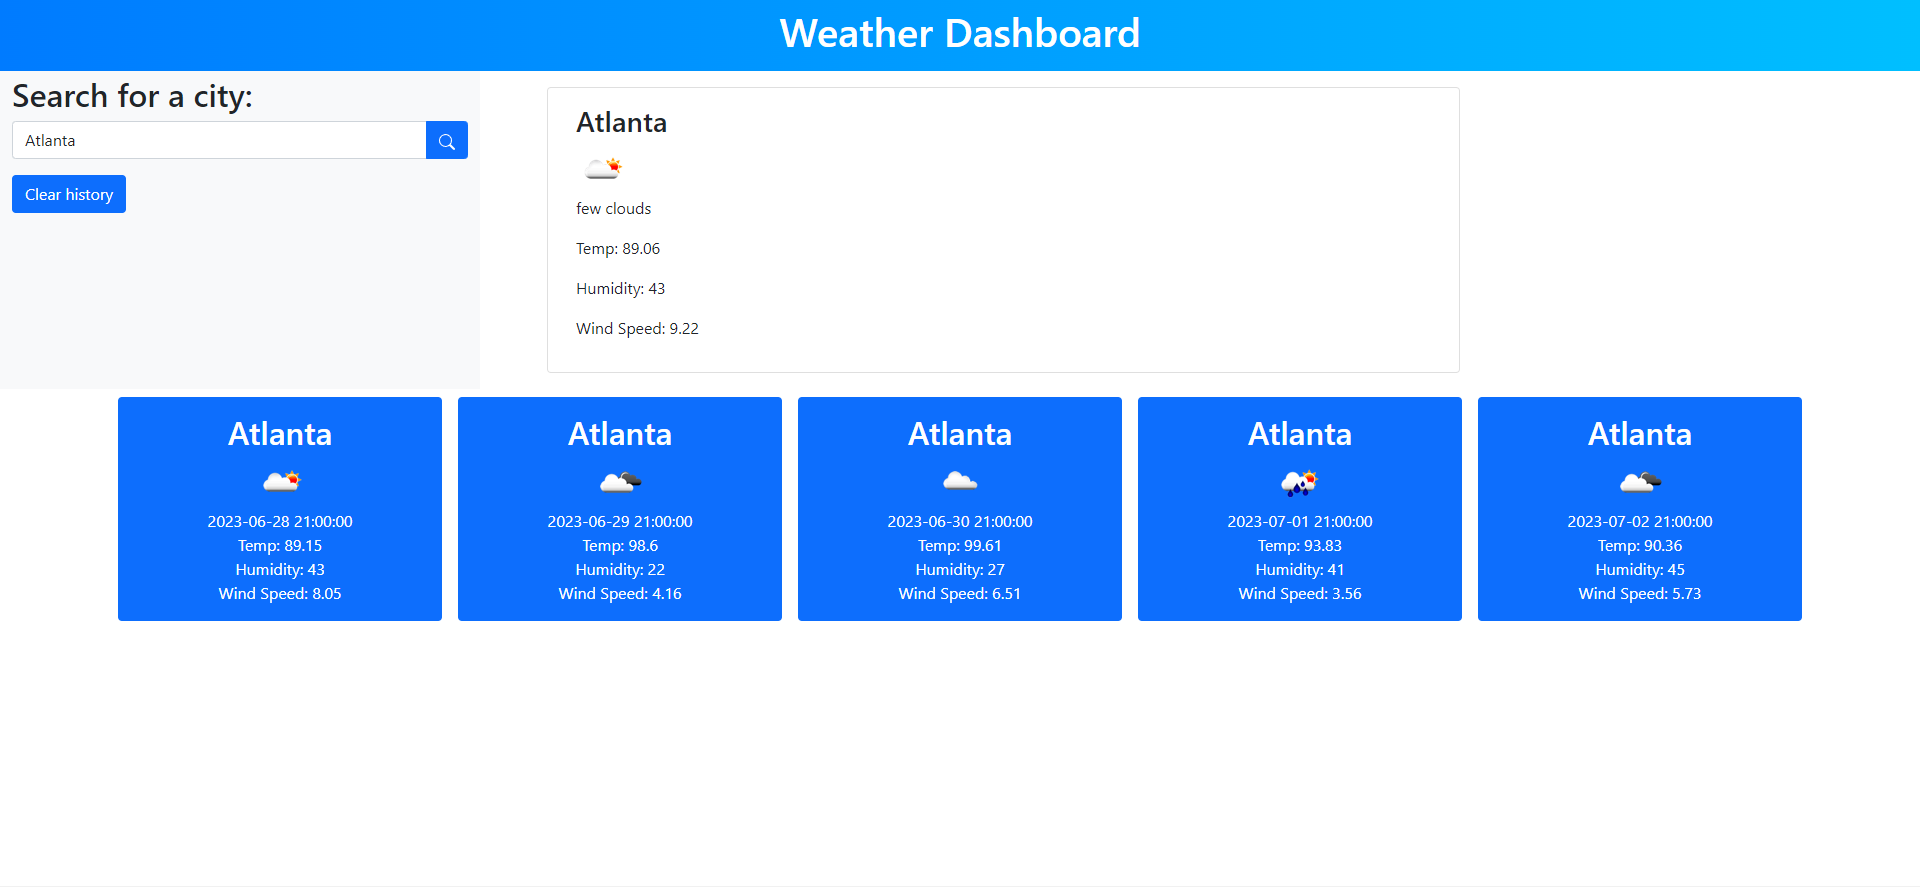 Weather Dashboard
Search for a city:
Atlanta
Clear history
Atlanta
few clouds
Temp: 89.06
Humidity: 43
Wind Speed: 9.22
Atlanta
2023-06-28 21:00:00
Temp: 89.15
Humidity: 43
Wind Speed: 8.05
Atlanta
2023-06-29 21:00:00
Temp: 98.6
Humidity: 22
Wind Speed: 4.16
Atlanta
2023-06-30 21:00:00
Temp: 99.61
Humidity: 27
Wind Speed: 6.51
Atlanta
2023-07-01 21:00:00
Temp: 93.83
Humidity: 41
Wind Speed: 3.56
Atlanta
2023-07-02 21:00:00
Temp: 90.36
Humidity: 45
Wind Speed: 5.73